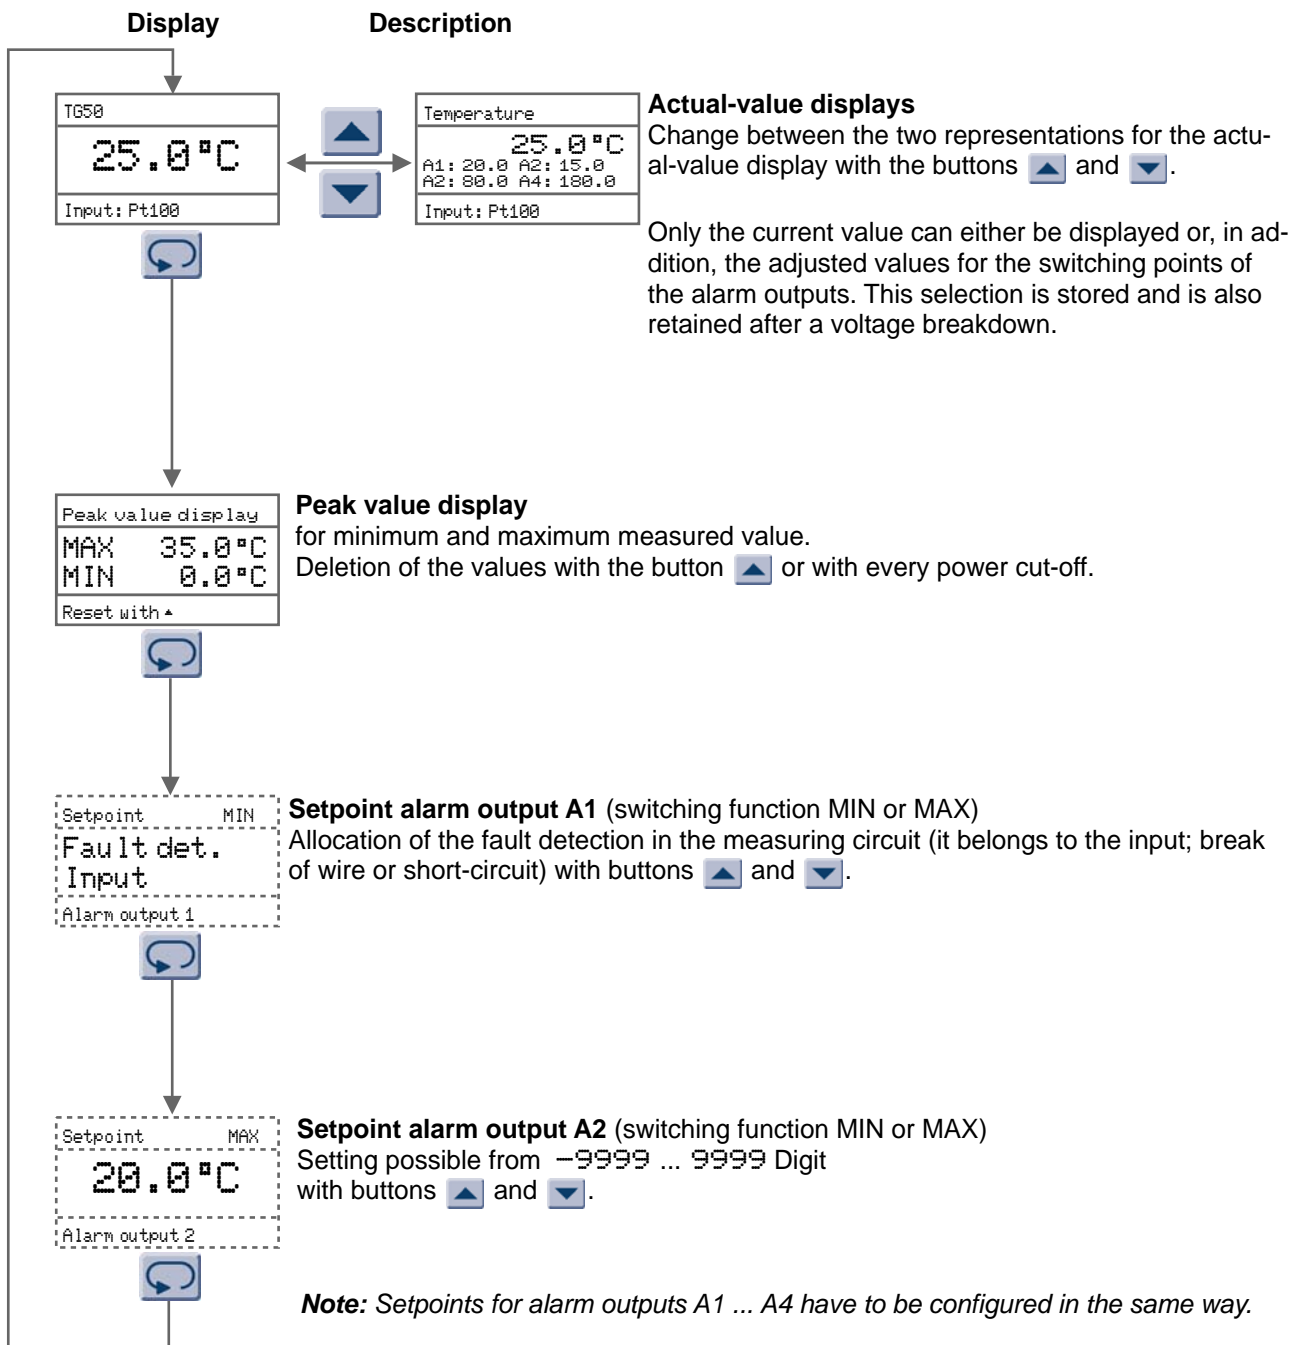 Display Description
TG50
25.0°C
Input: Pt100
Temperature
25.0°C
A1: 20.0 A2: 15.0
A2: 80.0 A4: 180.0
Input: Pt100
Actual-value displays
Change between the two representations for the actu-
al-value display with the buttons ▲ and ▼.
Only the current value can either be displayed or, in ad-
dition, the adjusted values for the switching points of
the alarm outputs. This selection is stored and is also
retained after a voltage breakdown.
Peak value display
MAX 35.0°C
MIN 0.0°C
Reset with ▲
Peak value display
for minimum and maximum measured value.
Deletion of the values with the button ▲ or with every power cut-off.
Setpoint MIN
Fault det.
Input
Alarm output 1
Setpoint alarm output A1 (switching function MIN or MAX)
Allocation of the fault detection in the measuring circuit (it belongs to the input; break
of wire or short-circuit) with buttons ▲ and ▼.
Setpoint MAX
20.0°C
Alarm output 2
Setpoint alarm output A2 (switching function MIN or MAX)
Setting possible from −9999 ... 9999 Digit
with buttons ▲ and ▼.
Note: Setpoints for alarm outputs A1 ... A4 have to be configured in the same way.